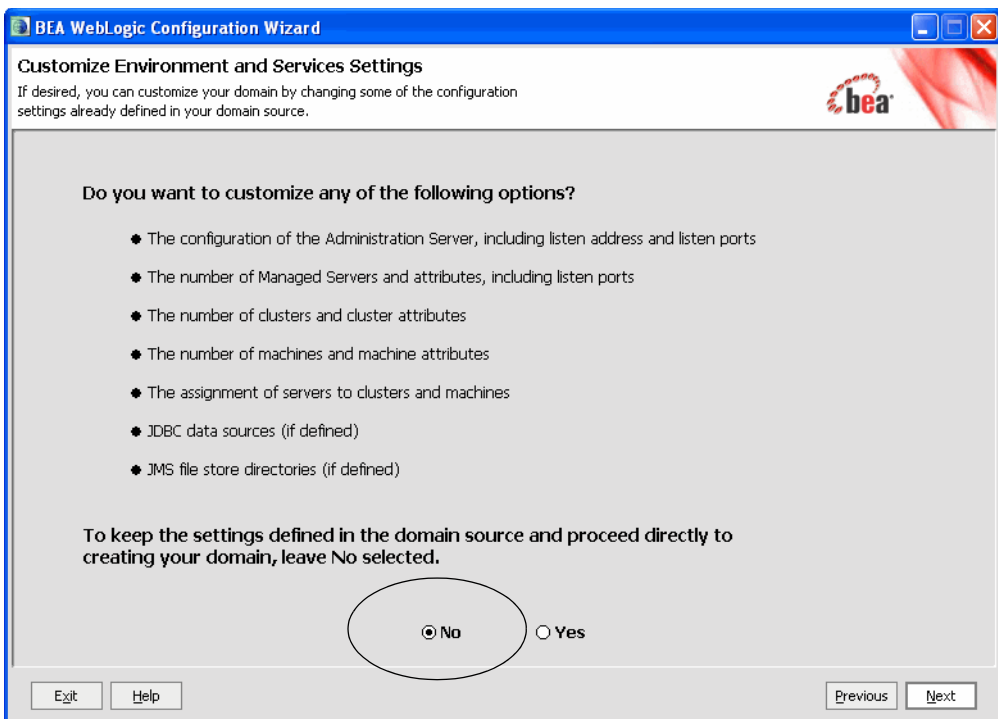 BEA WebLogic Configuration Wizard
Customize Environment and Services Settings
If desired, you can customize your domain by changing some of the configuration
settings already defined in your domain source.
bea
Do you want to customize any of the following options?
The configuration of the Administration Server, including listen address and listen ports
The number of Managed Servers and attributes, including listen ports
The number of clusters and cluster attributes
The number of machines and machine attributes
The assignment of servers to clusters and machines
JDBC data sources (if defined)
JMS file store directories (if defined)
To keep the settings defined in the domain source and proceed directly to
creating your domain, leave No selected.
No Yes
Exit Help Previous Next